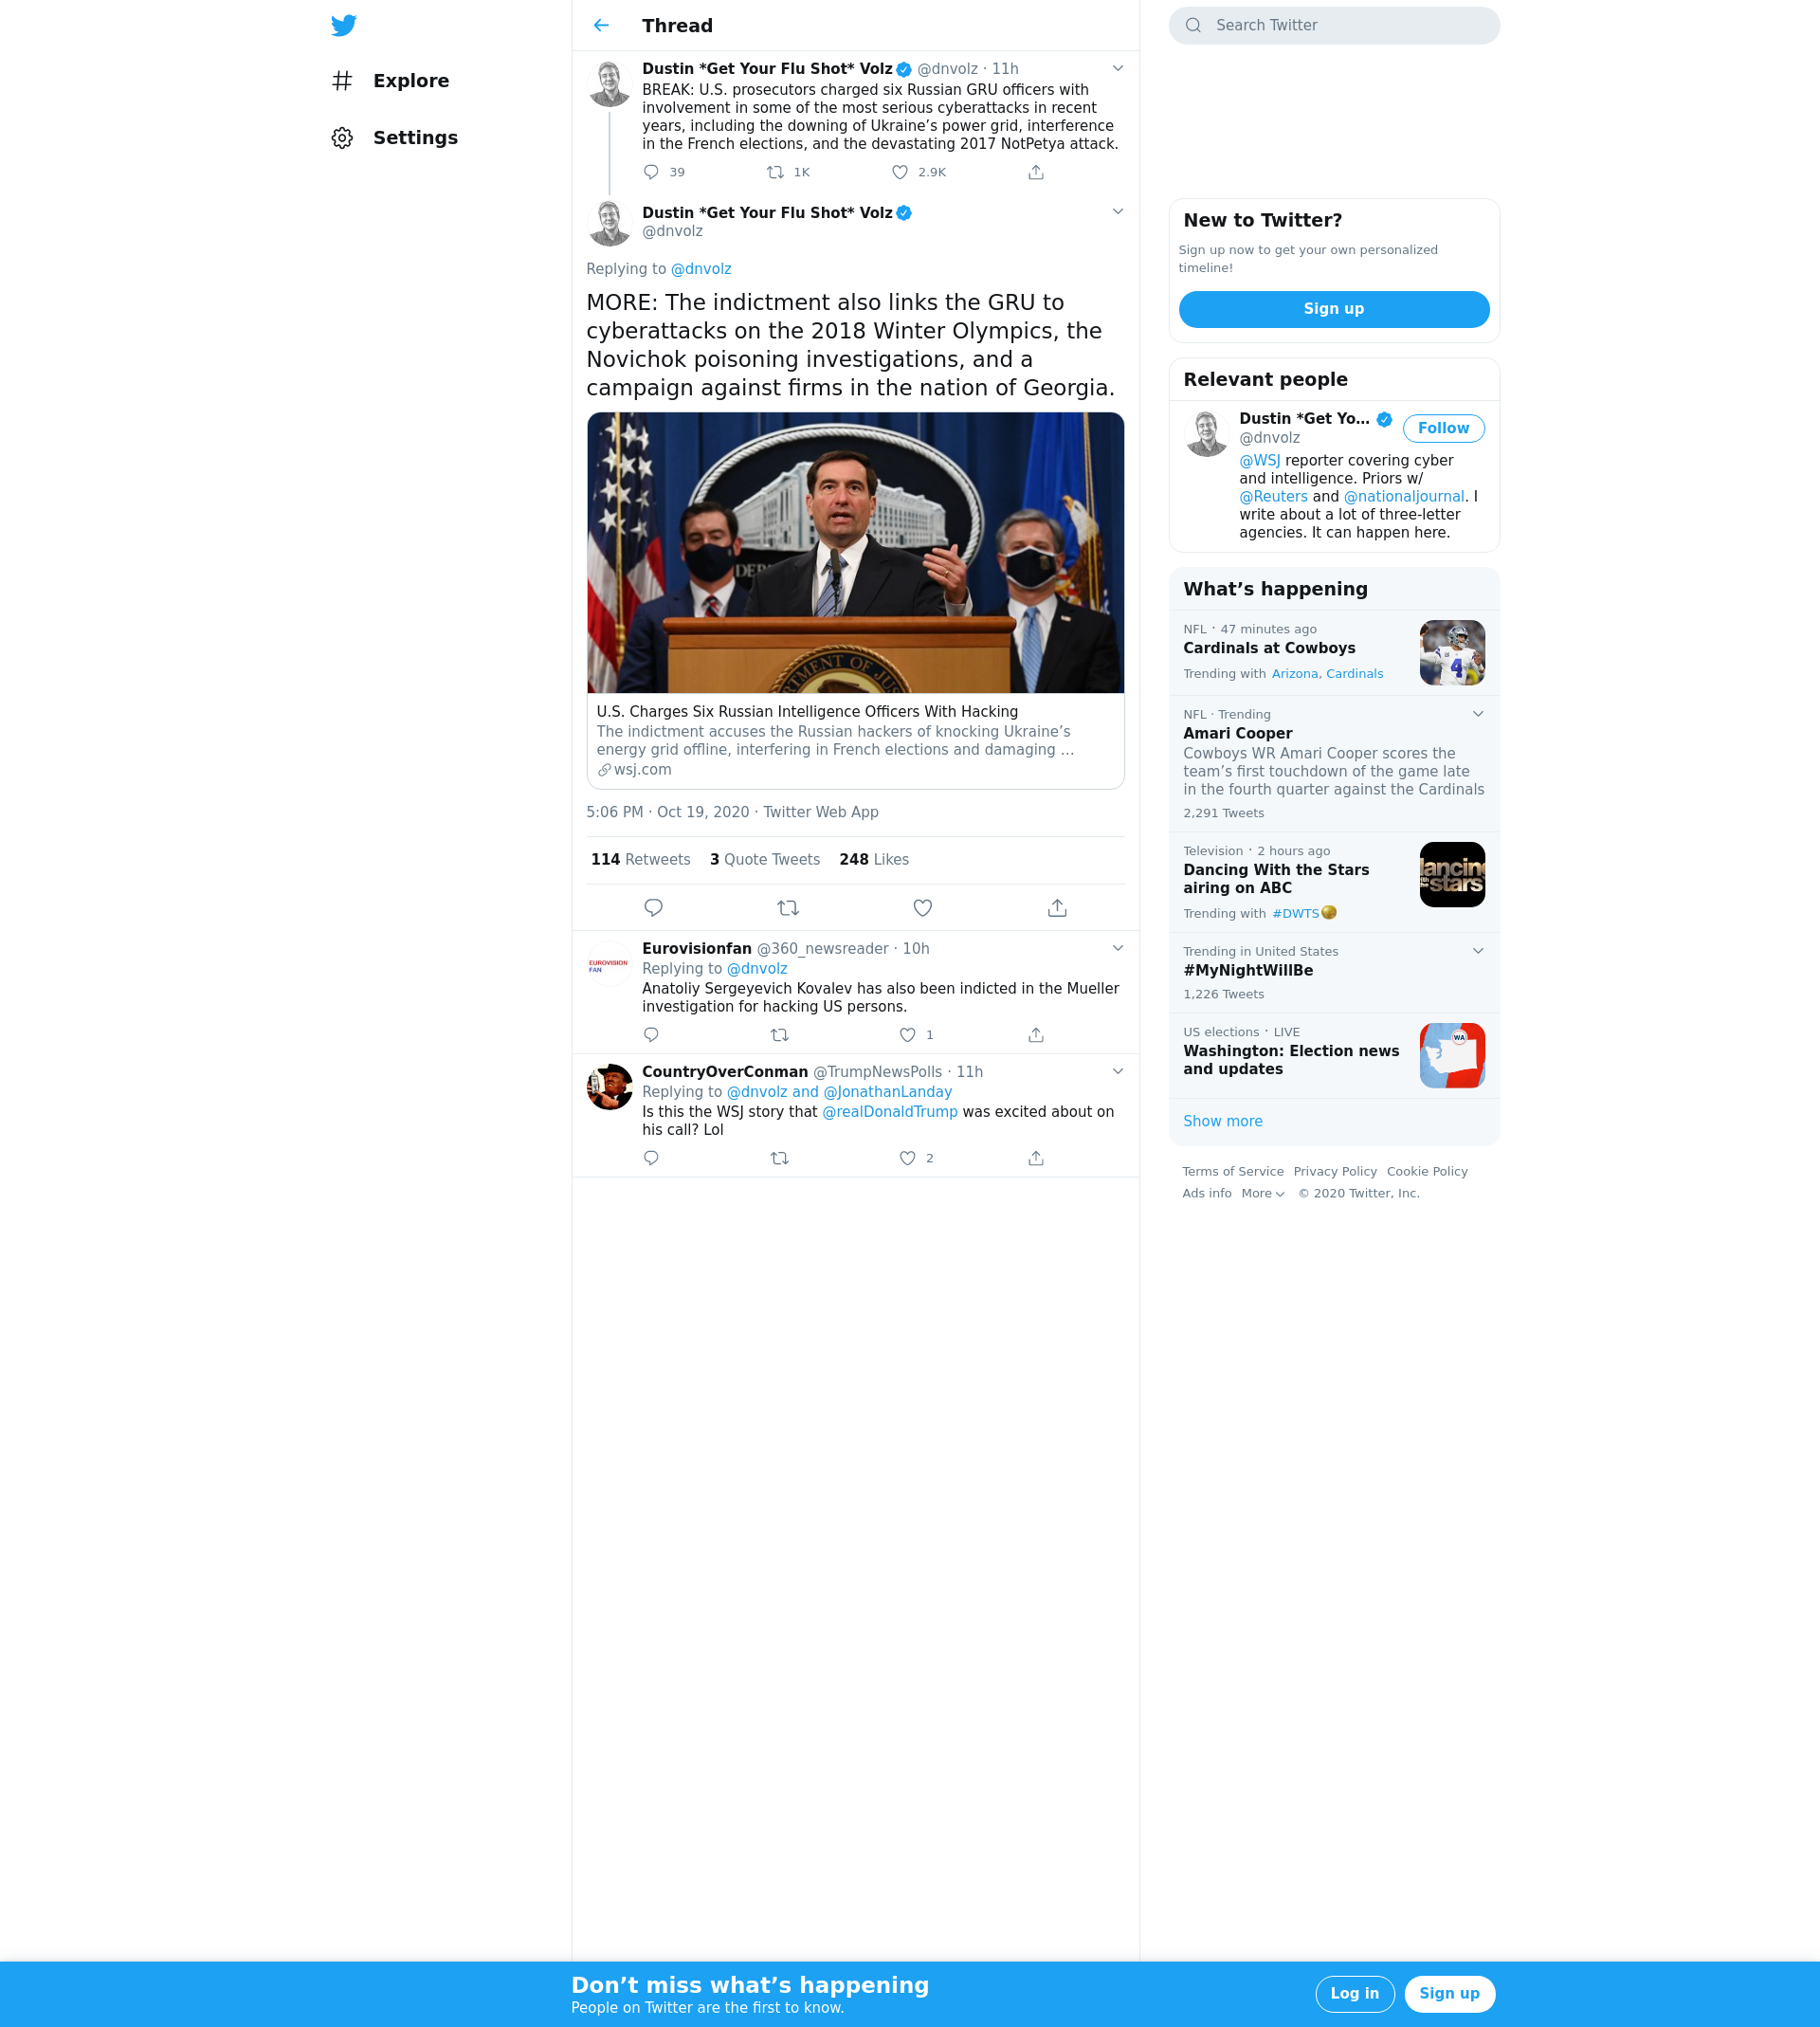 Explore
Settings
Thread
Dustin *Get Your Flu Shot* Volz @dnvolz · 11h
BREAK: U.S. prosecutors charged six Russian GRU officers with
involvement in some of the most serious cyberattacks in recent
years, including the downing of Ukraine’s power grid, interference
in the French elections, and the devastating 2017 NotPetya attack.
39 1K 2.9K
Dustin *Get Your Flu Shot* Volz
@dnvolz
Replying to @dnvolz
MORE: The indictment also links the GRU to
cyberattacks on the 2018 Winter Olympics, the
Novichok poisoning investigations, and a
campaign against firms in the nation of Georgia.
U.S. Charges Six Russian Intelligence Officers With Hacking
The indictment accuses the Russian hackers of knocking Ukraine’s
energy grid offline, interfering in French elections and damaging …
wsj.com
5:06 PM · Oct 19, 2020 · Twitter Web App
114 Retweets 3 Quote Tweets 248 Likes
EUROVISION
FAN
Eurovisionfan @360_newsreader · 10h
Replying to @dnvolz
Anatoliy Sergeyevich Kovalev has also been indicted in the Mueller
investigation for hacking US persons.
1
CountryOverConman @TrumpNewsPolls · 11h
Replying to @dnvolz and @JonathanLanday
Is this the WSJ story that @realDonaldTrump was excited about on
his call? Lol
2
Search Twitter
New to Twitter?
Sign up now to get your own personalized
timeline!
Sign up
Relevant people
Dustin *Get Yo… Follow
@dnvolz
@WSJ reporter covering cyber
and intelligence. Priors w/
@Reuters and @nationaljournal. I
write about a lot of three-letter
agencies. It can happen here.
What’s happening
NFL · 47 minutes ago
Cardinals at Cowboys
Trending with Arizona, Cardinals
4
NFL · Trending
Amari Cooper
Cowboys WR Amari Cooper scores the
team’s first touchdown of the game late
in the fourth quarter against the Cardinals
2,291 Tweets
Television · 2 hours ago
Dancing With the Stars
airing on ABC
Trending with #DWTS
Trending in United States
#MyNightWillBe
1,226 Tweets
US elections · LIVE
Washington: Election news
and updates
WA
Show more
Terms of Service Privacy Policy Cookie Policy
Ads info More © 2020 Twitter, Inc.
Don’t miss what’s happening
People on Twitter are the first to know.
Log in Sign up